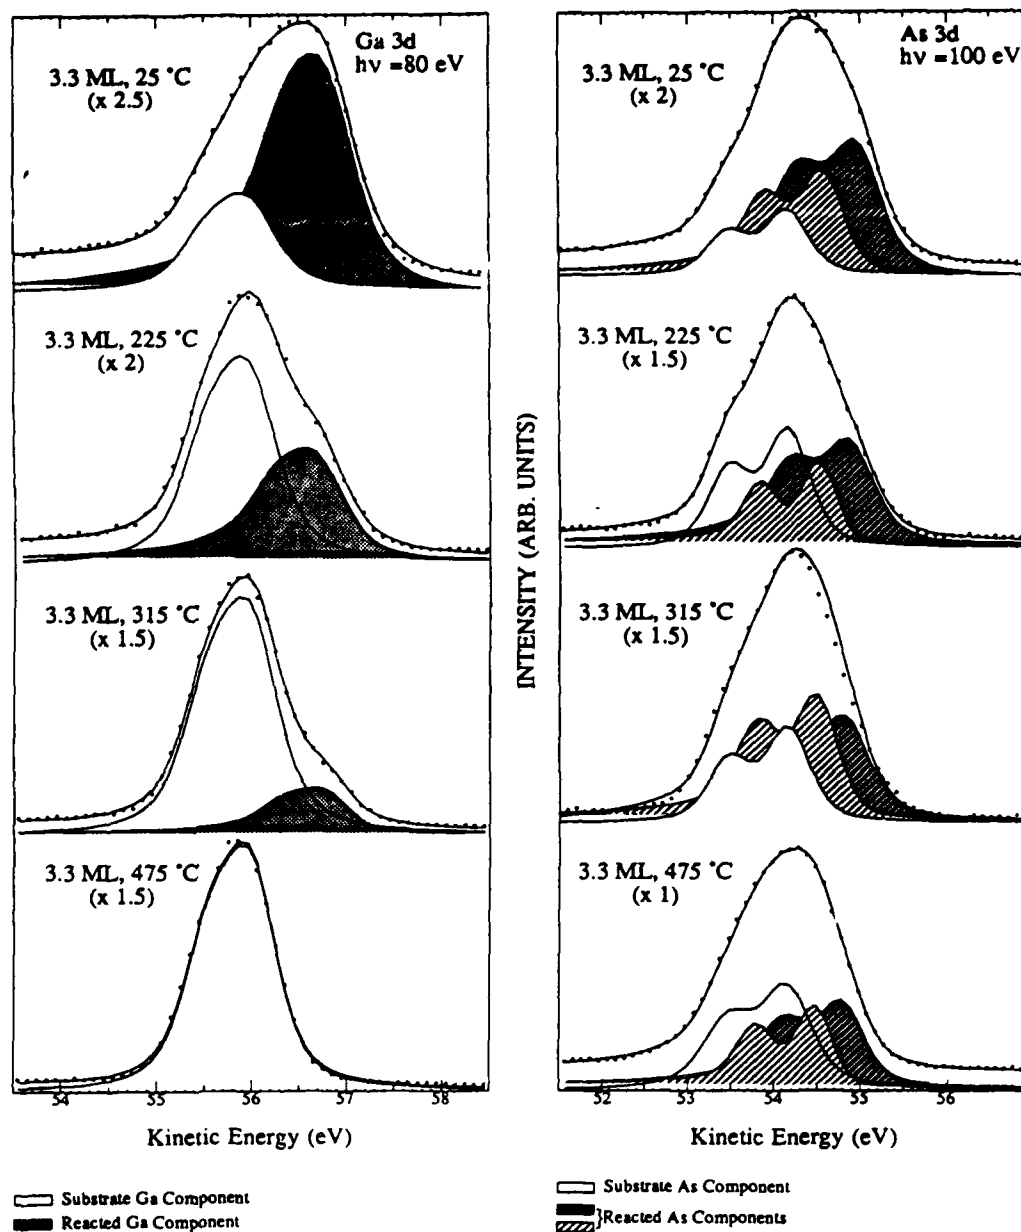 Ga 3d
hν =80 eV
3.3 ML, 25 °C
(x 2.5)
3.3 ML, 225 °C
(x 2)
3.3 ML, 315 °C
(x 1.5)
3.3 ML, 475 °C
(x 1.5)
54 55 56 57 58
Kinetic Energy (eV)
Substrate Ga Component
Reacted Ga Component
INTENSITY (ARB. UNITS)
As 3d
hν =100 eV
3.3 ML, 25 °C
(x 2)
3.3 ML, 225 °C
(x 1.5)
3.3 ML, 315 °C
(x 1.5)
3.3 ML, 475 °C
(x 1)
52 53 54 55 56
Kinetic Energy (eV)
Substrate As Component
}Reacted As Components